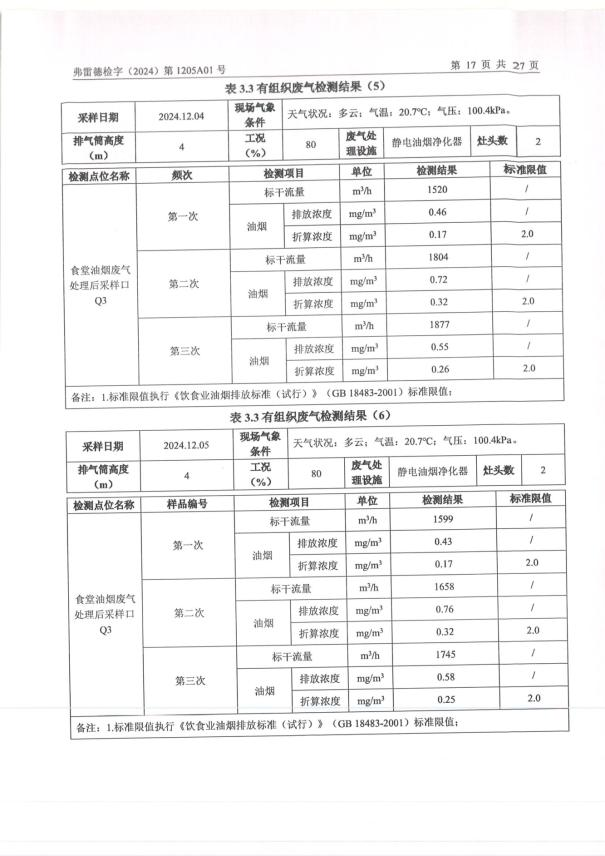 弗雷德检字（2024）第 1205A01 号
第 17 页 共 27 页
表 3.3 有组织废气检测结果（5）
采样日期 2024.12.04 现场气象条件 天气状况：多云；气温：20.7℃；气压：100.4kPa。
排气筒高度（m） 4 工况（%） 80 废气处理设施 静电油烟净化器 灶头数 2
检测点位名称 频次 检测项目 单位 检测结果 标准限值
食堂油烟废气处理后采样口 Q3
第一次 标干流量 m³/h 1520 /
油烟 排放浓度 mg/m³ 0.46 /
折算浓度 mg/m³ 0.17 2.0
第二次 标干流量 m³/h 1804 /
油烟 排放浓度 mg/m³ 0.72 /
折算浓度 mg/m³ 0.32 2.0
第三次 标干流量 m³/h 1877 /
油烟 排放浓度 mg/m³ 0.55 /
折算浓度 mg/m³ 0.26 2.0
备注：1.标准限值执行《饮食业油烟排放标准（试行）》（GB 18483-2001）标准限值；
表 3.3 有组织废气检测结果（6）
采样日期 2024.12.05 现场气象条件 天气状况：多云；气温：20.7℃；气压：100.4kPa。
排气筒高度（m） 4 工况（%） 80 废气处理设施 静电油烟净化器 灶头数 2
检测点位名称 样品编号 检测项目 单位 检测结果 标准限值
食堂油烟废气处理后采样口 Q3
第一次 标干流量 m³/h 1599 /
油烟 排放浓度 mg/m³ 0.43 /
折算浓度 mg/m³ 0.17 2.0
第二次 标干流量 m³/h 1658 /
油烟 排放浓度 mg/m³ 0.76 /
折算浓度 mg/m³ 0.32 2.0
第三次 标干流量 m³/h 1745 /
油烟 排放浓度 mg/m³ 0.58 /
折算浓度 mg/m³ 0.25 2.0
备注：1.标准限值执行《饮食业油烟排放标准（试行）》（GB 18483-2001）标准限值；